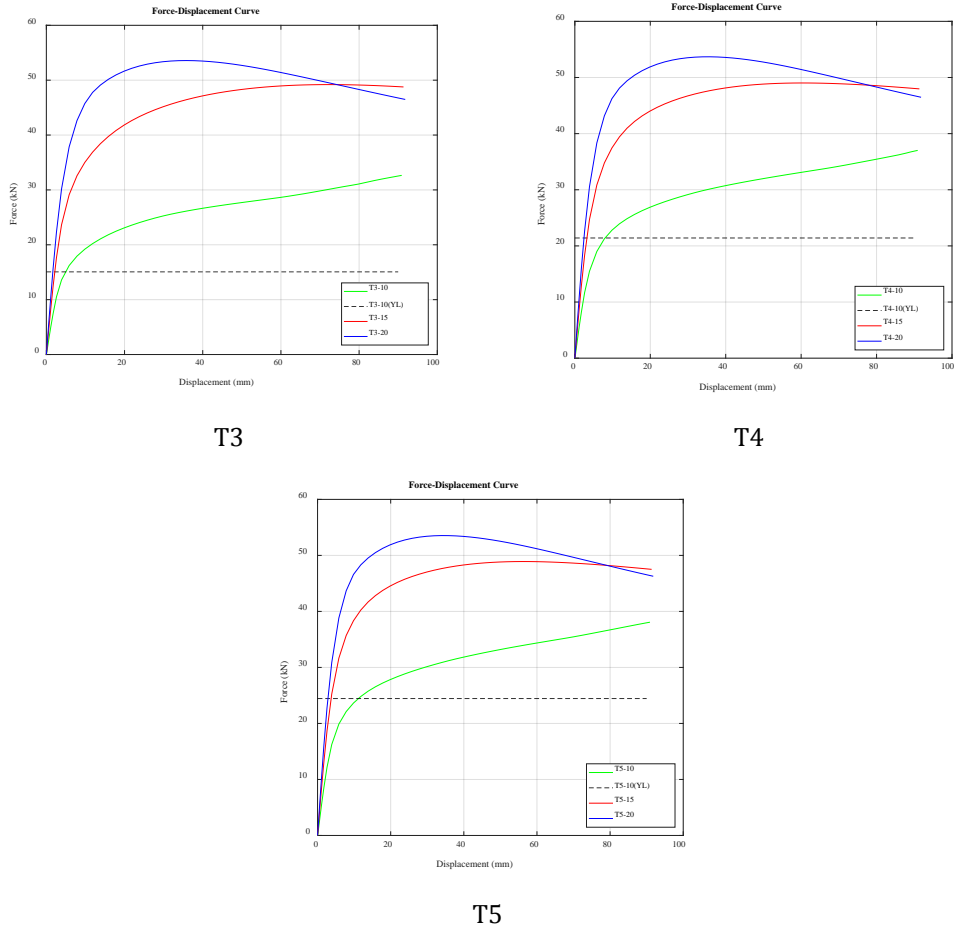 Force-Displacement Curve
60
50
40
30
20
10
0
Force (kN)
0
20
40
60
80
100
Displacement (mm)
T3-10
T3-10(YL)
T3-15
T3-20
T3
Force-Displacement Curve
60
50
40
30
20
10
0
Force (kN)
0
20
40
60
80
100
Displacement (mm)
T4-10
T4-10(YL)
T4-15
T4-20
T4
Force-Displacement Curve
60
50
40
30
20
10
0
Force (kN)
0
20
40
60
80
100
Displacement (mm)
T5-10
T5-10(YL)
T5-15
T5-20
T5